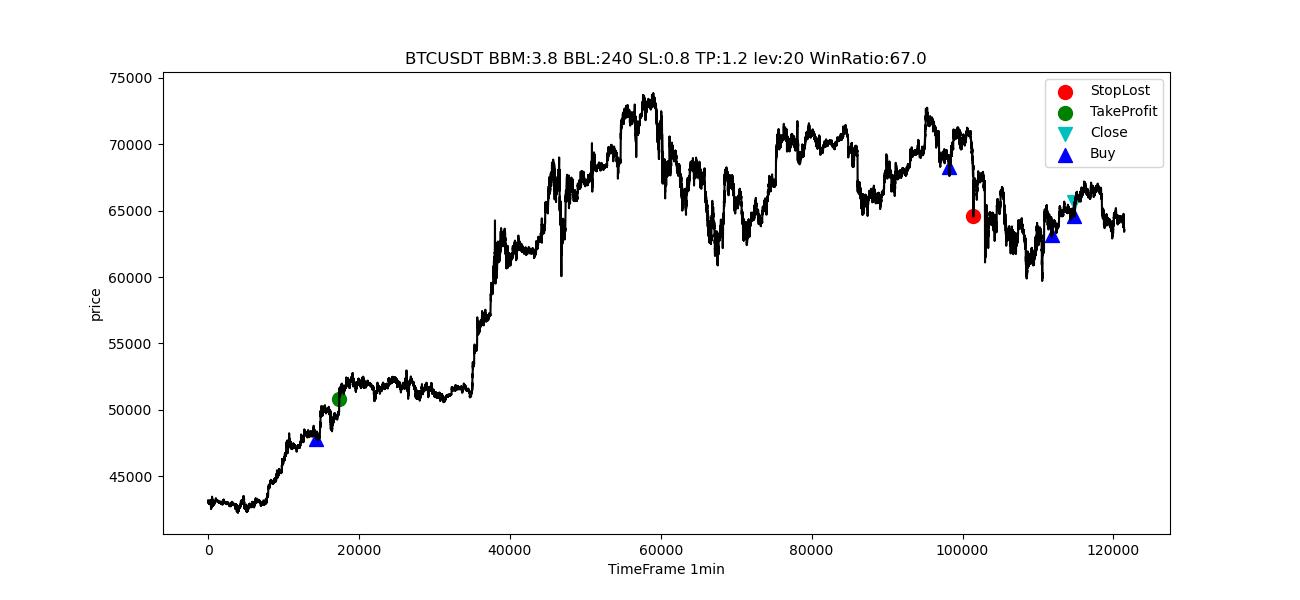 BTCUSDT BBM:3.8 BBL:240 SL:0.8 TP:1.2 lev:20 WinRatio:67.0
75000
70000
65000
60000
55000
50000
45000
price
StopLost
TakeProfit
Close
Buy
0
20000
40000
60000
80000
100000
120000
TimeFrame 1min